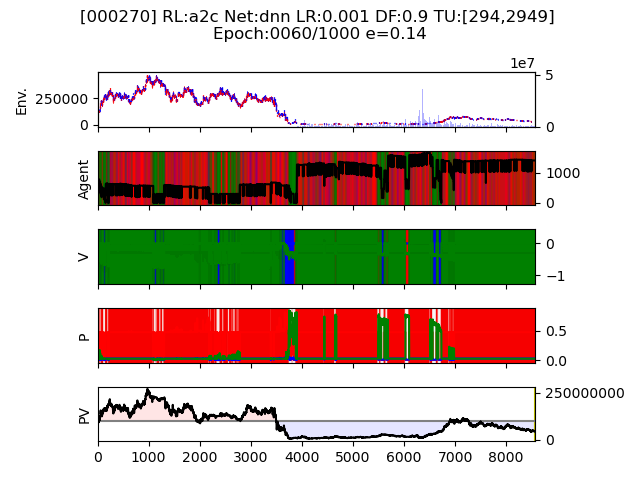 [000270] RL:a2c Net:dnn LR:0.001 DF:0.9 TU:[294,2949]
Epoch:0060/1000 e=0.14
1e7
Env.
250000
0
5
0
Agent
1000
0
V
0
−1
P
0.5
0.0
PV
250000000
0
0 1000 2000 3000 4000 5000 6000 7000 8000